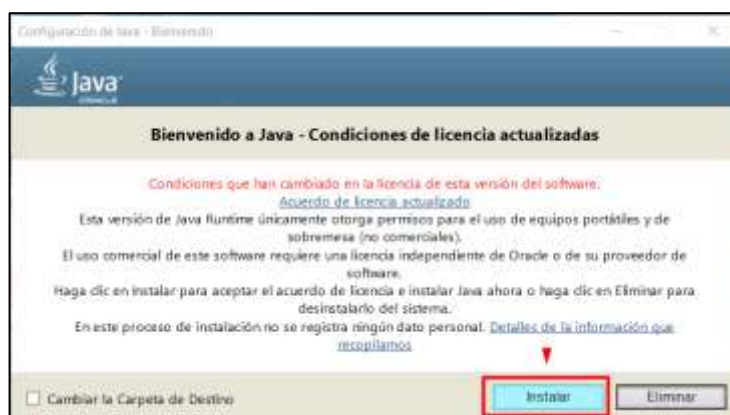 Configuración de Java - Bienvenido
Java
ORACLE
Bienvenido a Java - Condiciones de licencia actualizadas
Condiciones que han cambiado en la licencia de esta versión del software.
Acuerdo de licencia actualizado
Esta versión de Java Runtime únicamente otorga permisos para el uso de equipos portátiles y de
sobremesa (no comerciales).
El uso comercial de este software requiere una licencia independiente de Oracle o de su proveedor de
software.
Haga clic en Instalar para aceptar el acuerdo de licencia e instalar Java ahora o haga clic en Eliminar para
desinstalarlo del sistema.
En este proceso de instalación no se registra ningún dato personal. Detalles de la información que
recopilamos
Cambiar la Carpeta de Destino
Instalar
Eliminar